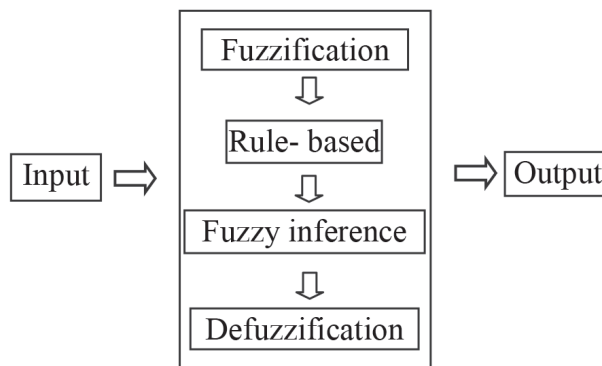 Fuzzification
Rule- based
Input
Output
Fuzzy inference
Defuzzification